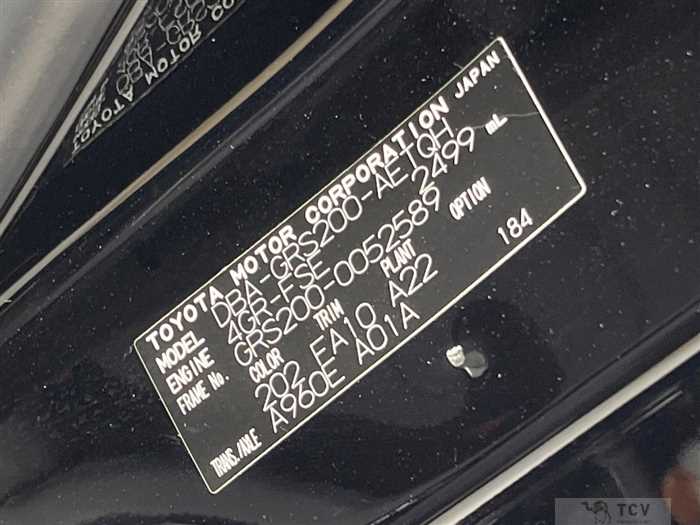 TOYOTA MOTOR CORPORATION JAPAN
MODEL DBA-GRS200-AETQH
ENGINE 4GR-FSE 2499 mL
FRAME No. GRS200-0052589
COLOR TRIM PLANT OPTION
202 FA10 A22 184
TRANS./AXLE A960E A01A
TCV